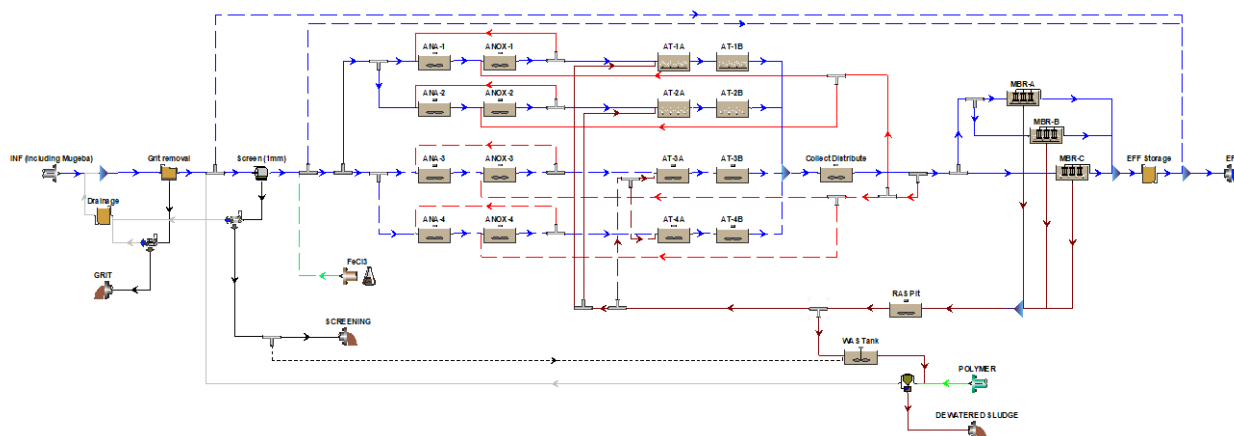 ANA-1
ANOX-1
AT-1A
AT-1B
ANA-2
ANOX-2
AT-2A
AT-2B
MBR-A
MBR-B
MBR-C
INF (Including Mugeba)
Grit removal
Screen (1mm)
ANA-3
ANOX-3
AT-3A
AT-3B
Collect Distribute
EFF Storage
EF
Drainage
ANA-4
ANOX-4
AT-4A
AT-4B
FeCl3
GRIT
RAS Pit
SCREENING
WAS Tank
POLYMER
DEWATERED SLUDGE